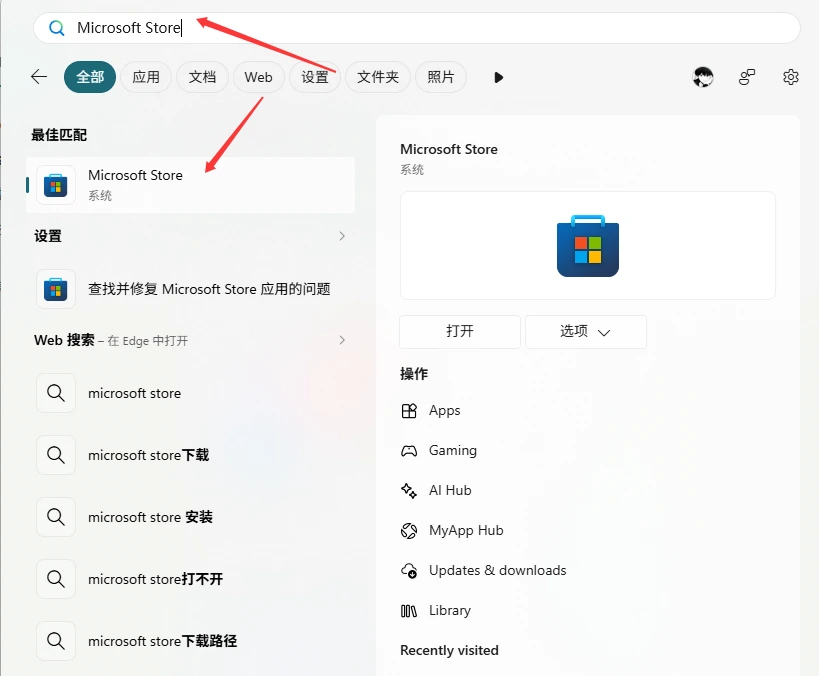 Microsoft Store
全部 应用 文档 Web 设置 文件夹 照片
最佳匹配
Microsoft Store
系统
设置
查找并修复 Microsoft Store 应用的问题
Web 搜索 – 在 Edge 中打开
microsoft store
microsoft store下载
microsoft store 安装
microsoft store打不开
microsoft store下载路径
Microsoft Store
系统
打开 选项
操作
Apps
Gaming
AI Hub
MyApp Hub
Updates & downloads
Library
Recently visited